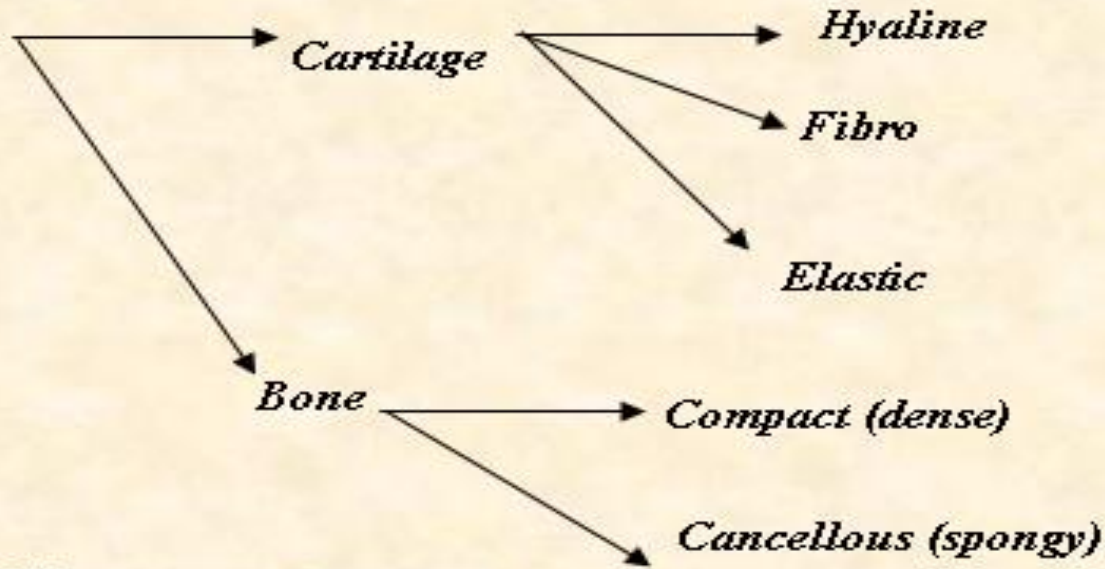 Hyaline
Cartilage
Fibro
Elastic
Bone
Compact (dense)
Cancellous (spongy)